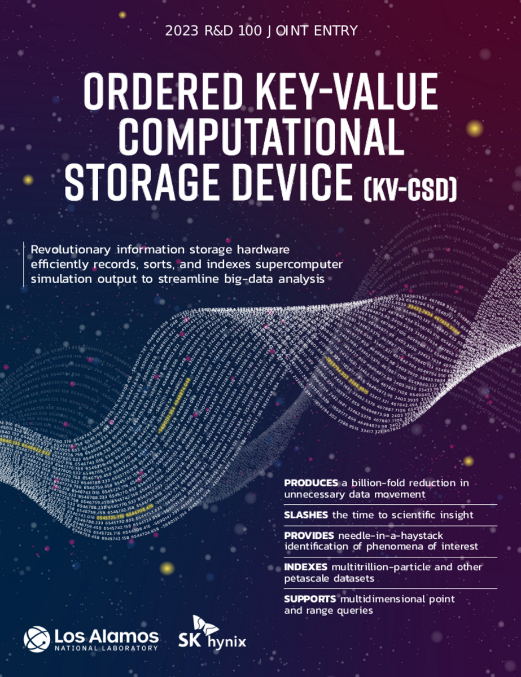 2023 R&D 100 JOINT ENTRY
ORDERED KEY-VALUE
COMPUTATIONAL
STORAGE DEVICE (KV-CSD)
Revolutionary information storage hardware
efficiently records, sorts, and indexes supercomputer
simulation output to streamline big-data analysis
PRODUCES a billion-fold reduction in
unnecessary data movement
SLASHES the time to scientific insight
PROVIDES needle-in-a-haystack
identification of phenomena of interest
INDEXES multitrillion-particle and other
petascale datasets
SUPPORTS multidimensional point
and range queries
Los Alamos
NATIONAL LABORATORY
SK hynix